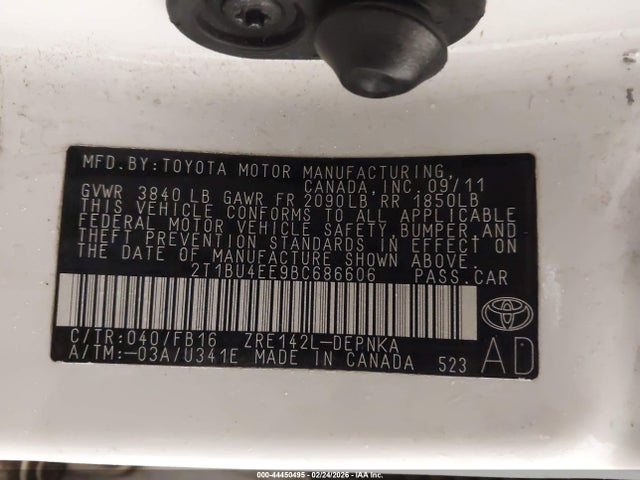 MFD. BY: TOYOTA MOTOR MANUFACTURING,
CANADA, INC. 09/11
GVWR 3840 LB GAWR FR 2090LB RR 1850LB
THIS VEHICLE CONFORMS TO ALL APPLICABLE
FEDERAL MOTOR VEHICLE SAFETY, BUMPER, AND
THEFT PREVENTION STANDARDS IN EFFECT ON
THE DATE OF MANUFACTURE SHOWN ABOVE.
2T1BU4EE9BC686606 PASS. CAR
C/TR: 040/FB16 ZRE142L-DEPNKA
A/TM: -03A/U341E MADE IN CANADA 523
AD
000-44450495 - 02/24/2026 - IAA Inc.